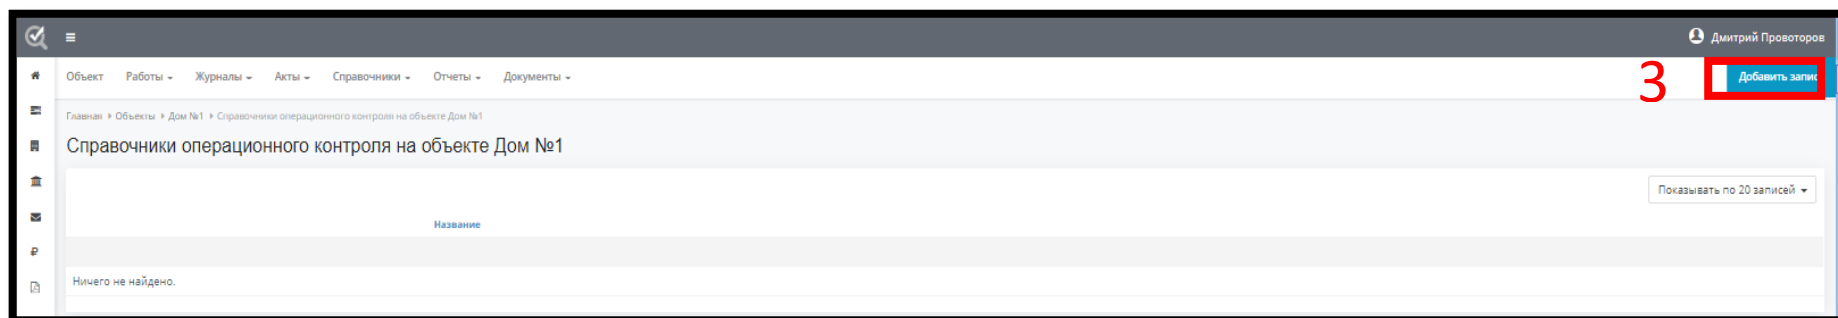 Дмитрий Провоторов
Объект Работы Журналы Акты Справочники Отчеты Документы
3 Добавить запис
Главная Объекты Дом №1 Справочники операционного контроля на объекте Дом №1
Справочники операционного контроля на объекте Дом №1
Показывать по 20 записей
Название
Ничего не найдено.